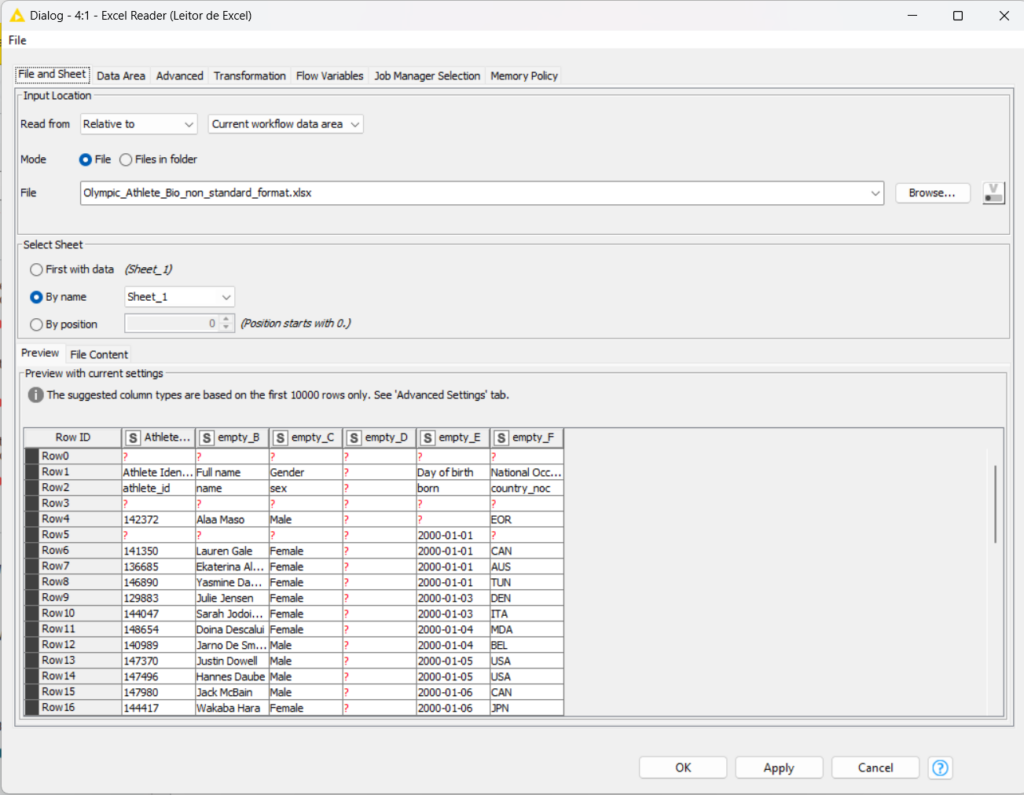 Dialog - 4:1 - Excel Reader (Leitor de Excel)
File
File and Sheet Data Area Advanced Transformation Flow Variables Job Manager Selection Memory Policy
Input Location
Read from Relative to Current workflow data area
Mode File Files in folder
File Olympic_Athlete_Bio_non_standard_format.xlsx Browse... V
Select Sheet
First with data (Sheet_1)
By name Sheet_1
By position 0 (Position starts with 0.)
Preview File Content
Preview with current settings
i The suggested column types are based on the first 10000 rows only. See 'Advanced Settings' tab.
Row ID S Athlete... S empty_B S empty_C S empty_D S empty_E S empty_F
Row0 ? ? ? ? ? ?
Row1 Athlete Iden... Full name Gender ? Day of birth National Occ...
Row2 athlete_id name sex ? born country_noc
Row3 ? ? ? ? ? ?
Row4 142372 Alaa Maso Male ? ? EOR
Row5 ? ? ? ? 2000-01-01 ?
Row6 141350 Lauren Gale Female ? 2000-01-01 CAN
Row7 136685 Ekaterina Al... Female ? 2000-01-01 AUS
Row8 146890 Yasmine Da... Female ? 2000-01-01 TUN
Row9 129883 Julie Jensen Female ? 2000-01-03 DEN
Row10 144047 Sarah Jodoi... Female ? 2000-01-03 ITA
Row11 148654 Doina Descalui Female ? 2000-01-04 MDA
Row12 140989 Jarno De Sm... Male ? 2000-01-04 BEL
Row13 147370 Justin Dowell Male ? 2000-01-05 USA
Row14 147496 Hannes Daube Male ? 2000-01-05 USA
Row15 147980 Jack McBain Male ? 2000-01-06 CAN
Row16 144417 Wakaba Hara Female ? 2000-01-06 JPN
OK Apply Cancel ?